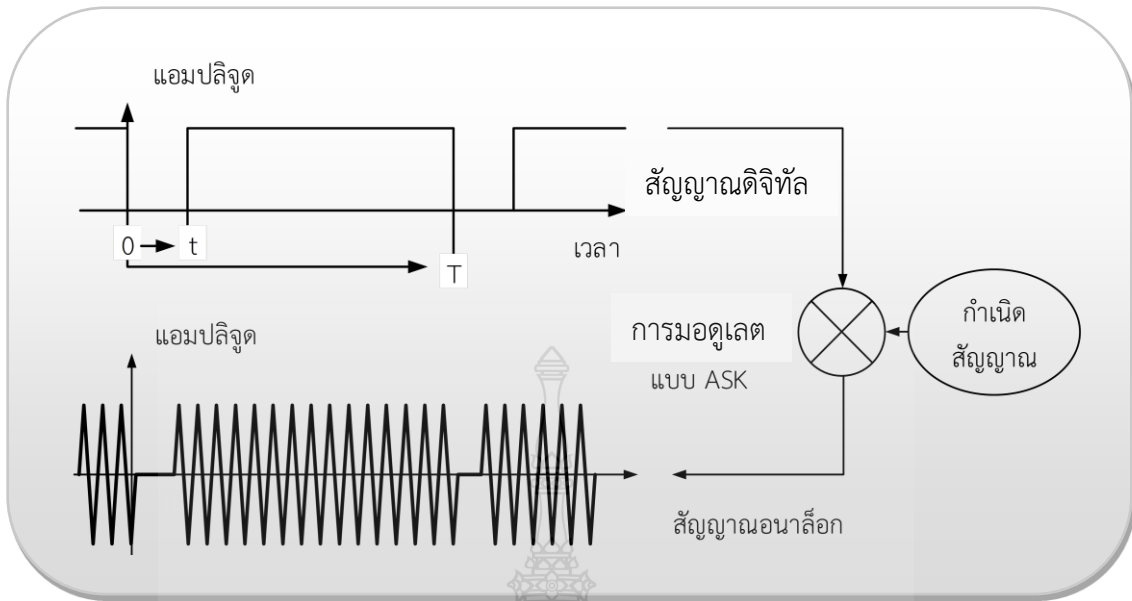 แอมปลิจูด
สัญญาณดิจิทัล
0
t
เวลา
T
แอมปลิจูด
การมอดูเลต
แบบ ASK
กำเนิด
สัญญาณ
สัญญาณอนาล็อก